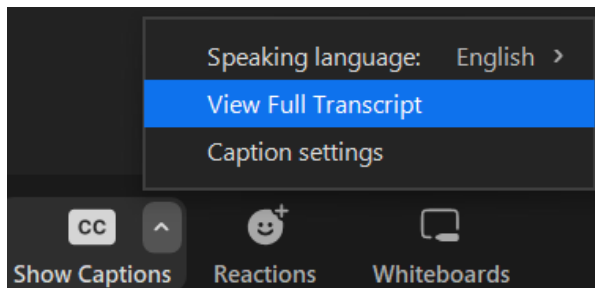 Speaking language: English >
View Full Transcript
Caption settings
CC
Show Captions Reactions Whiteboards